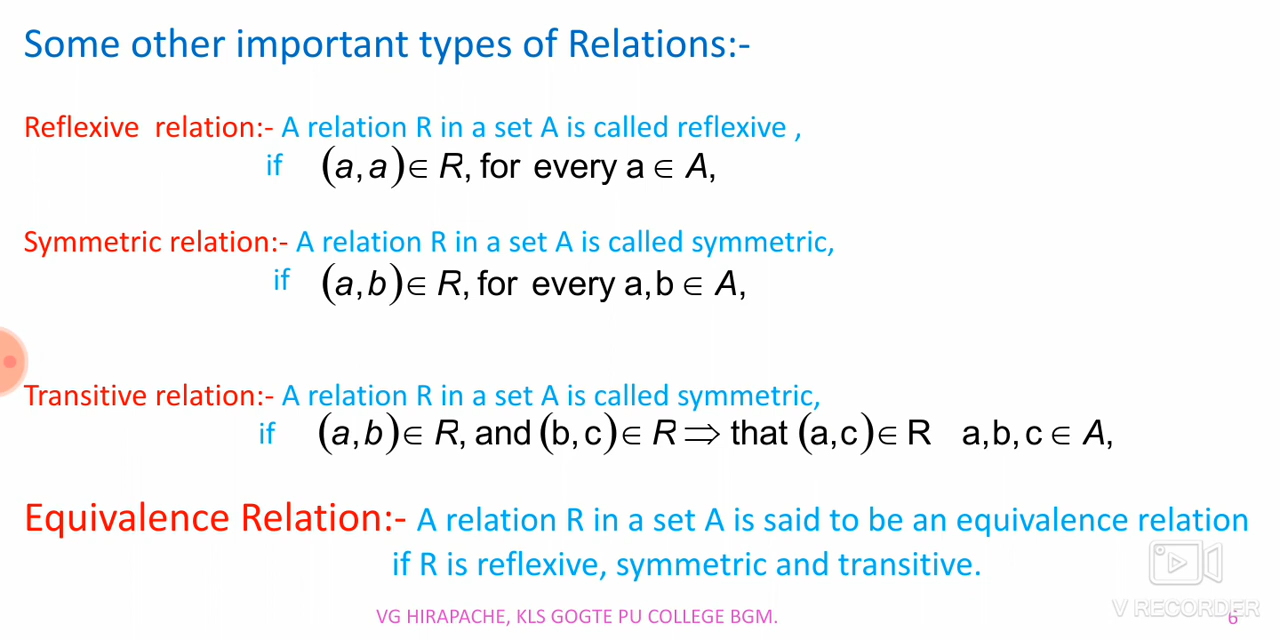 Some other important types of Relations:-
Reflexive relation:- A relation R in a set A is called reflexive ,
if (a,a)∈ R, for every a ∈ A,
Symmetric relation:- A relation R in a set A is called symmetric,
if (a,b)∈ R, for every a,b ∈ A,
Transitive relation:- A relation R in a set A is called symmetric,
if (a,b)∈ R, and (b,c)∈ R ⇒ that (a,c)∈ R a,b,c ∈ A,
Equivalence Relation:- A relation R in a set A is said to be an equivalence relation
if R is reflexive, symmetric and transitive.
VG HIRAPACHE, KLS GOGTE PU COLLEGE BGM.
V RECORDER
6